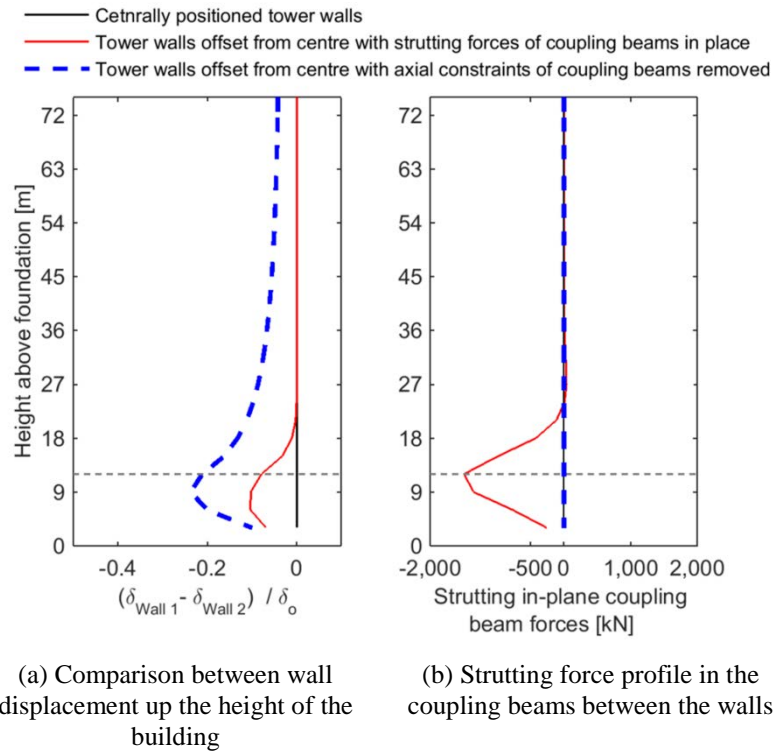 Cetnrally positioned tower walls
Tower walls offset from centre with strutting forces of coupling beams in place
Tower walls offset from centre with axial constraints of coupling beams removed
Height above foundation [m]
72
63
54
45
36
27
18
9
0
-0.4 -0.2 0
(δWall 1 - δWall 2) / δo
72
63
54
45
36
27
18
9
0
-2,000 -5000 0 1,000 2,000
Strutting in-plane coupling
beam forces [kN]
(a) Comparison between wall
displacement up the height of the
building
(b) Strutting force profile in the
coupling beams between the walls